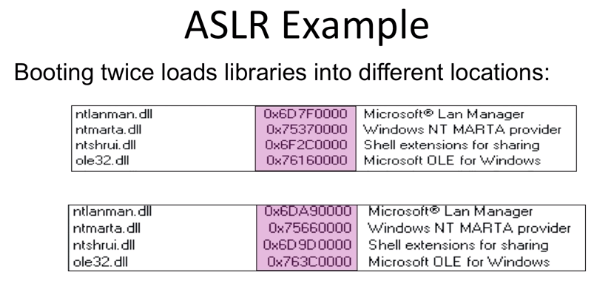 ASLR Example
Booting twice loads libraries into different locations:
ntlanman.dll 0x6D7F0000 Microsoft® Lan Manager
ntmarta.dll 0x75370000 Windows NT MARTA provider
ntshrui.dll 0x6F2C0000 Shell extensions for sharing
ole32.dll 0x76160000 Microsoft OLE for Windows
ntlanman.dll 0x6DA90000 Microsoft® Lan Manager
ntmarta.dll 0x75660000 Windows NT MARTA provider
ntshrui.dll 0x6D9D0000 Shell extensions for sharing
ole32.dll 0x763C0000 Microsoft OLE for Windows